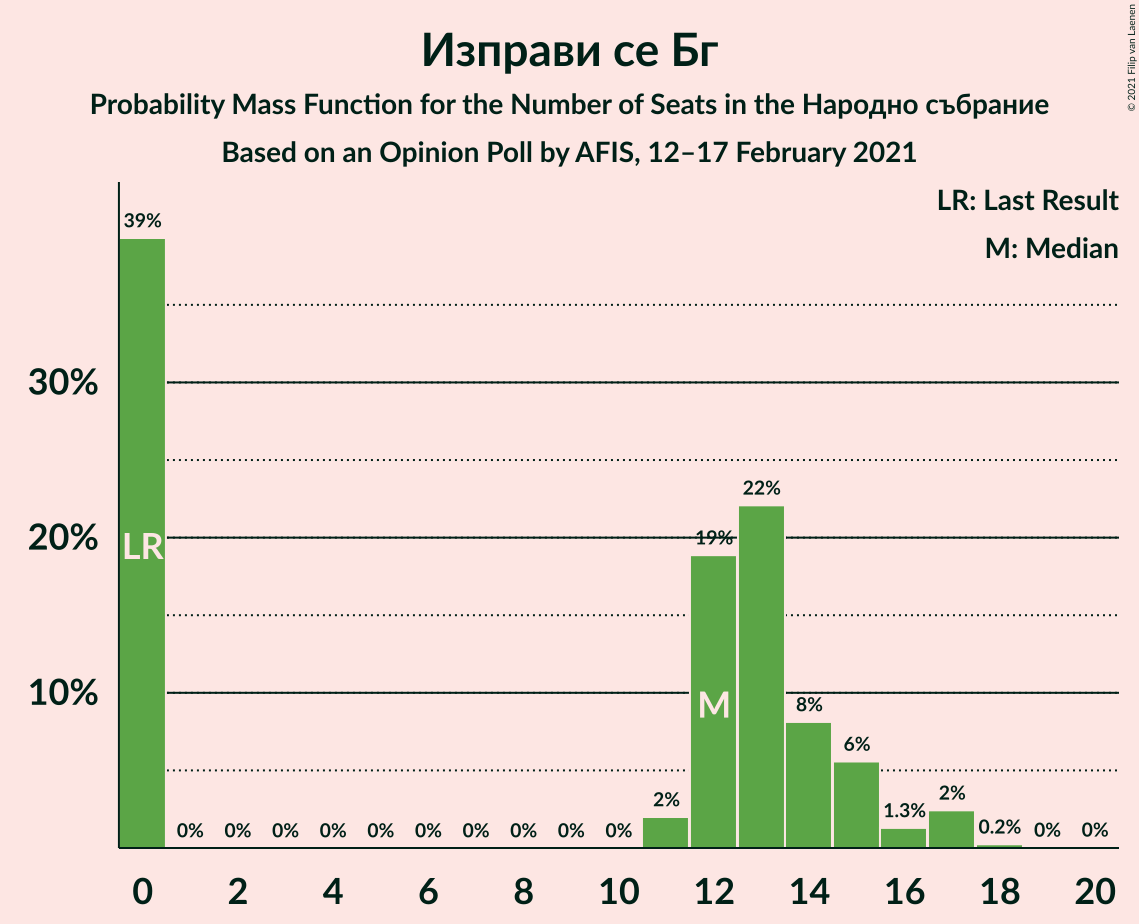 Изправи се Бг
Probability Mass Function for the Number of Seats in the Народно събрание
Based on an Opinion Poll by AFIS, 12–17 February 2021
© 2021 Filip van Laenen
LR: Last Result
M: Median
39%
30%
22%
20%
19%
LR
10%
M
8%
6%
2%
1.3%
2%
0.2%
0% 0% 0% 0% 0% 0% 0% 0% 0% 0% 0% 0%
0 2 4 6 8 10 12 14 16 18 20